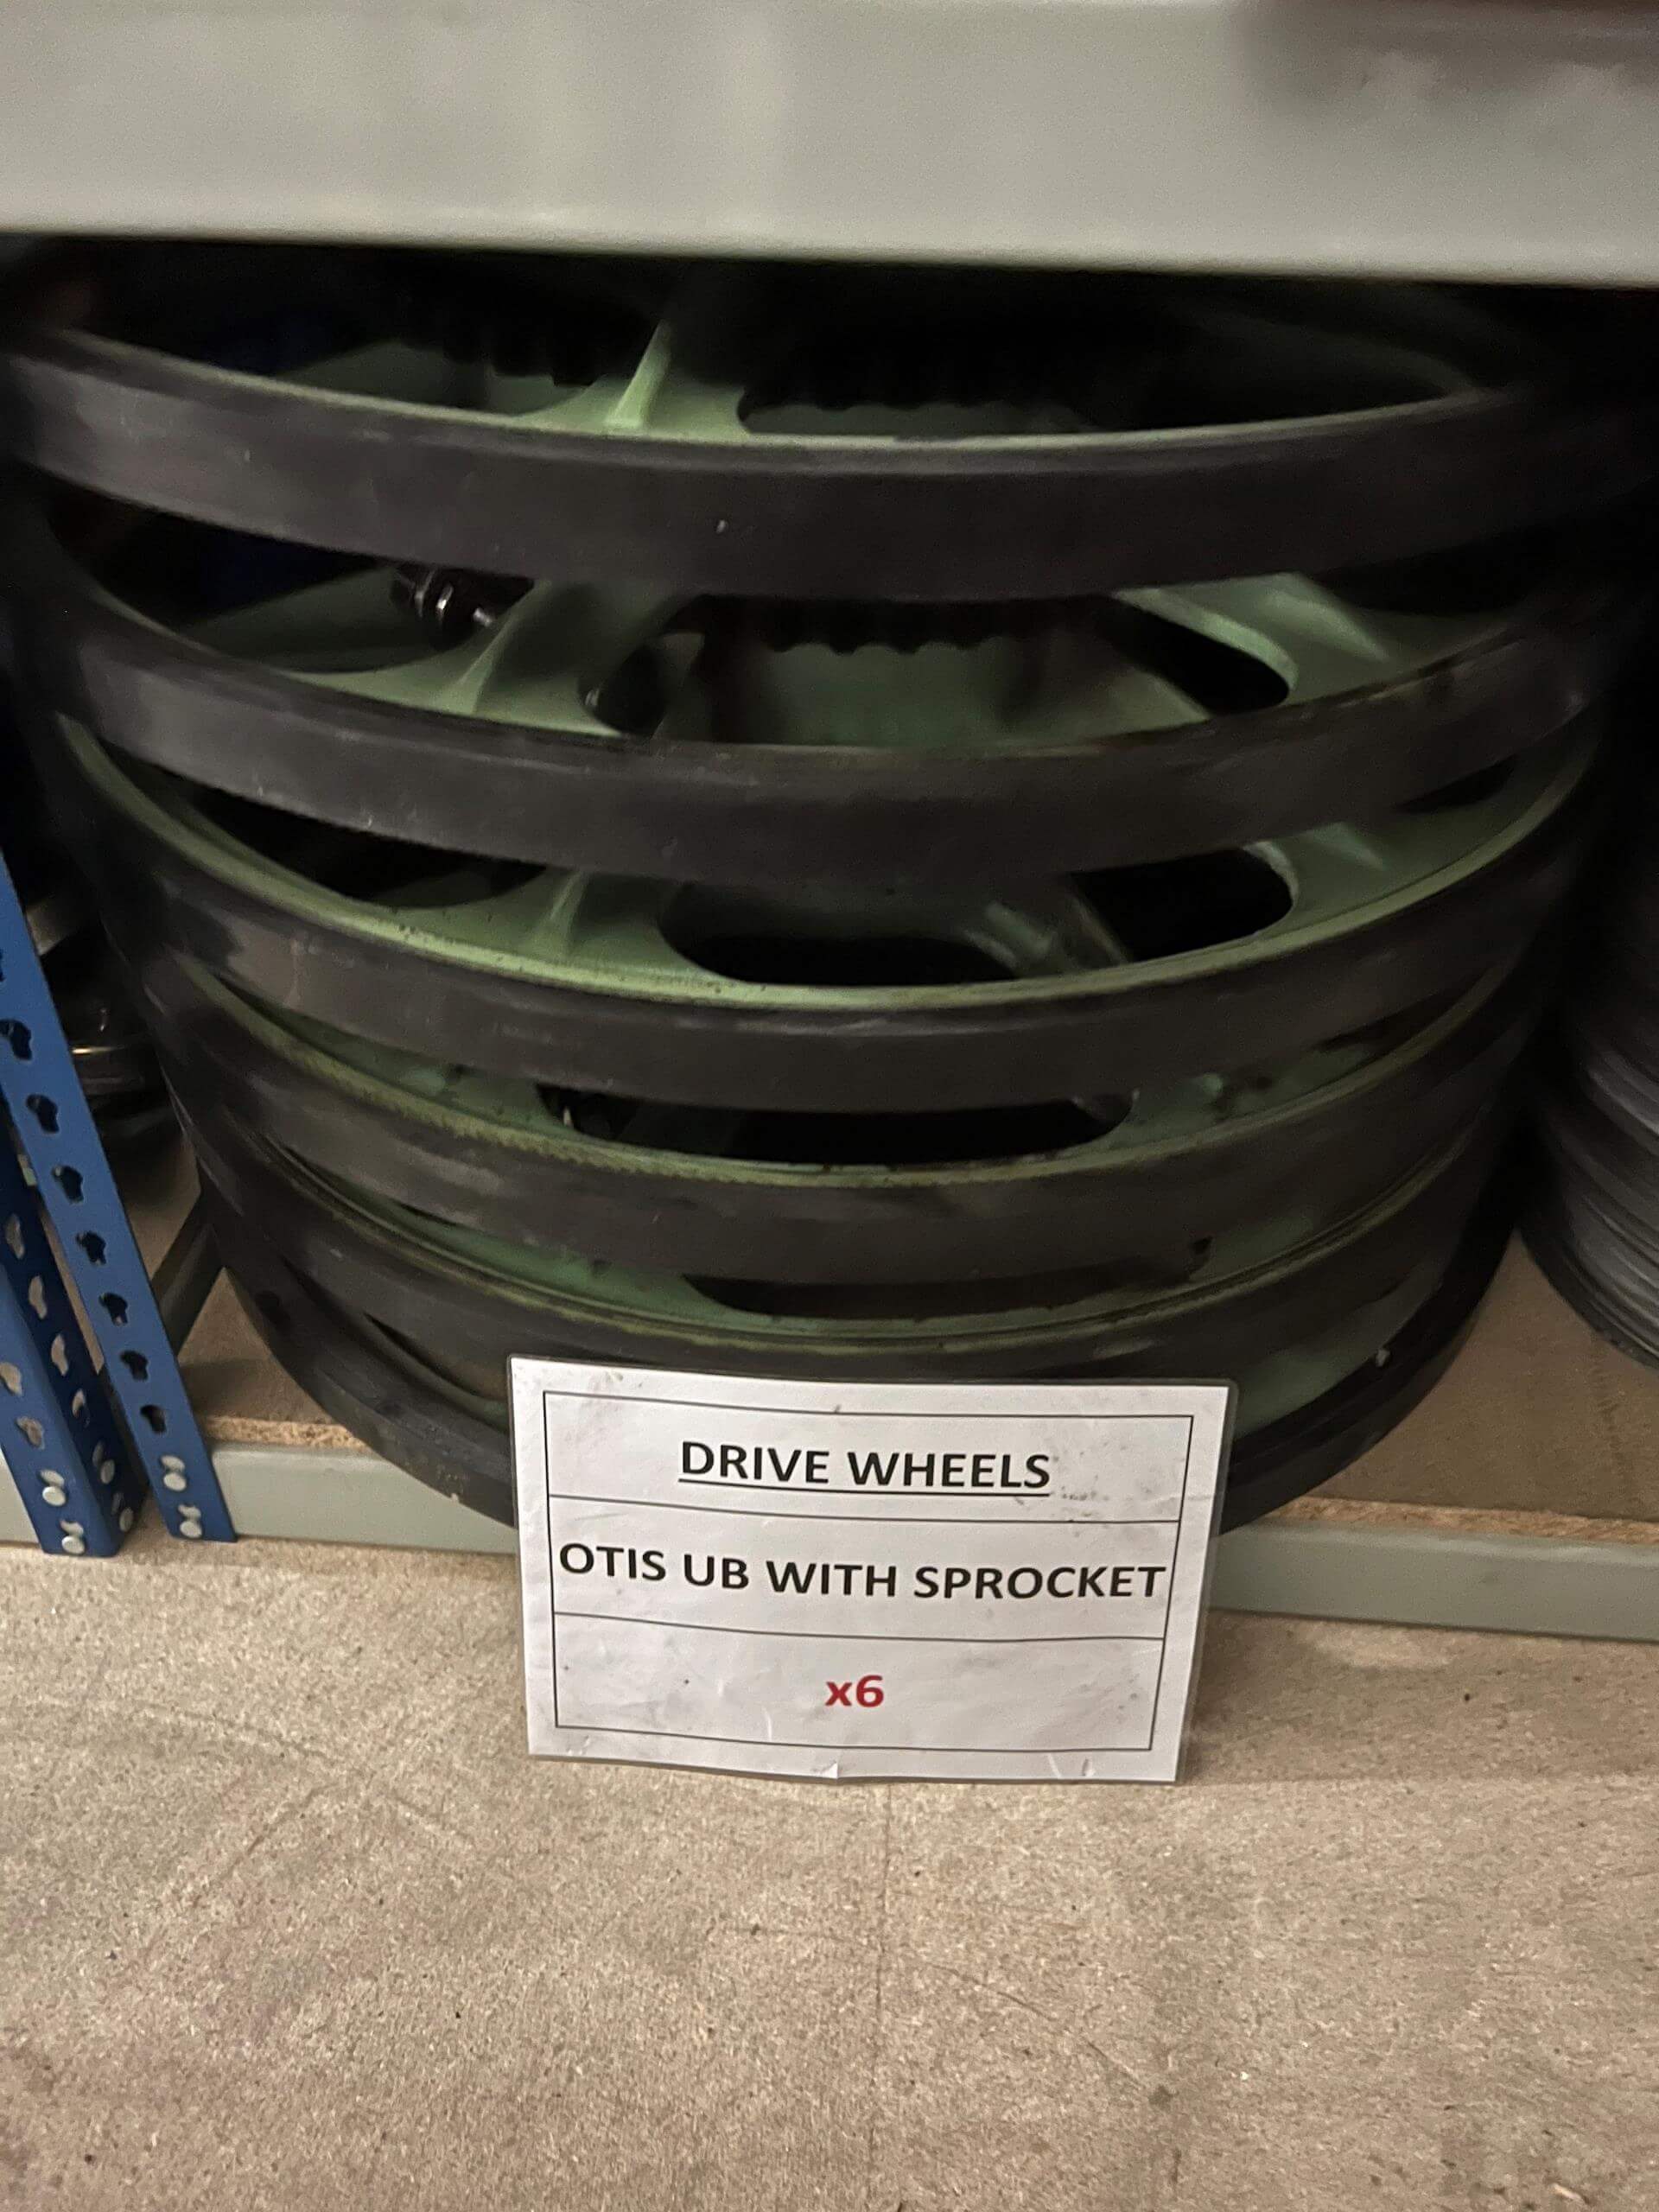 DRIVE WHEELS
OTIS UB WITH SPROCKET
x6